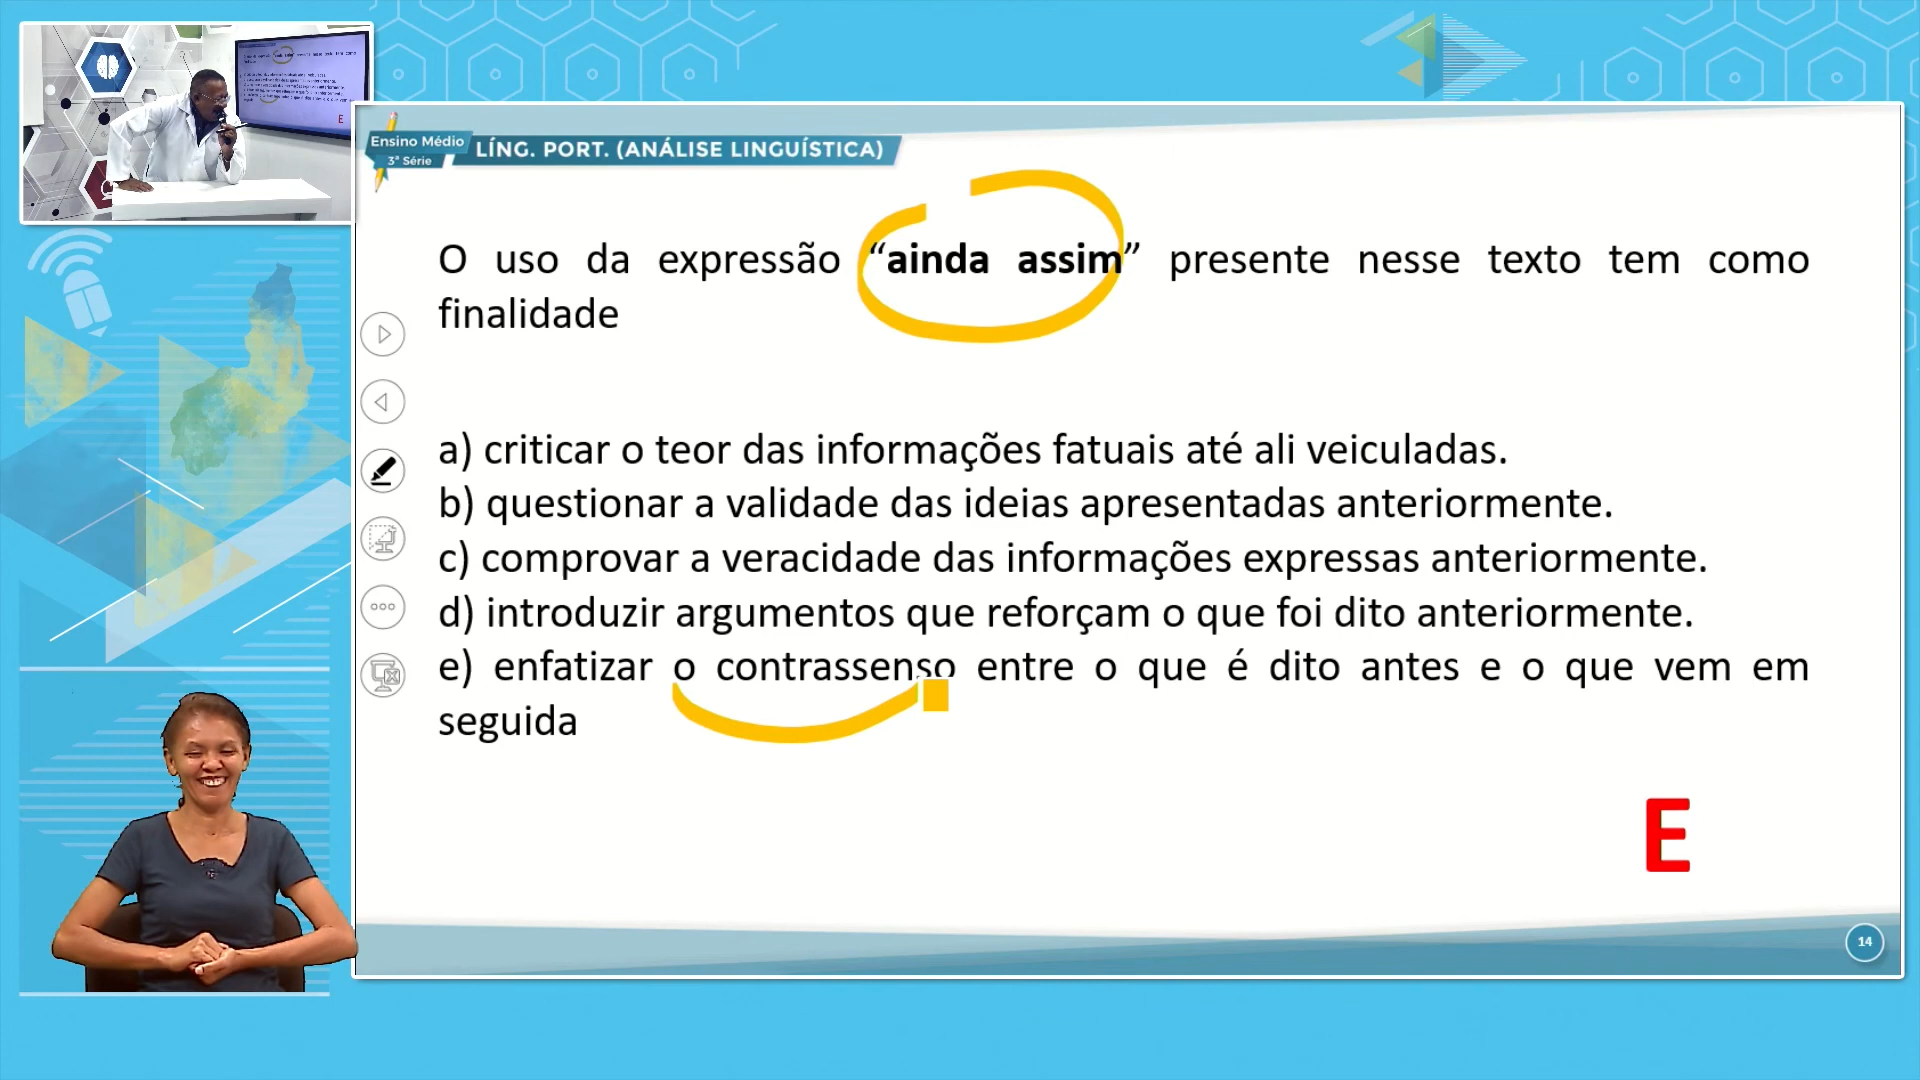 Ensino Médio
3ª Série
LÍNG. PORT. (ANÁLISE LINGUÍSTICA)
O uso da expressão “ainda assim” presente nesse texto tem como
finalidade
a) criticar o teor das informações fatuais até ali veiculadas.
b) questionar a validade das ideias apresentadas anteriormente.
c) comprovar a veracidade das informações expressas anteriormente.
d) introduzir argumentos que reforçam o que foi dito anteriormente.
e) enfatizar o contrassenso entre o que é dito antes e o que vem em
seguida
E
14